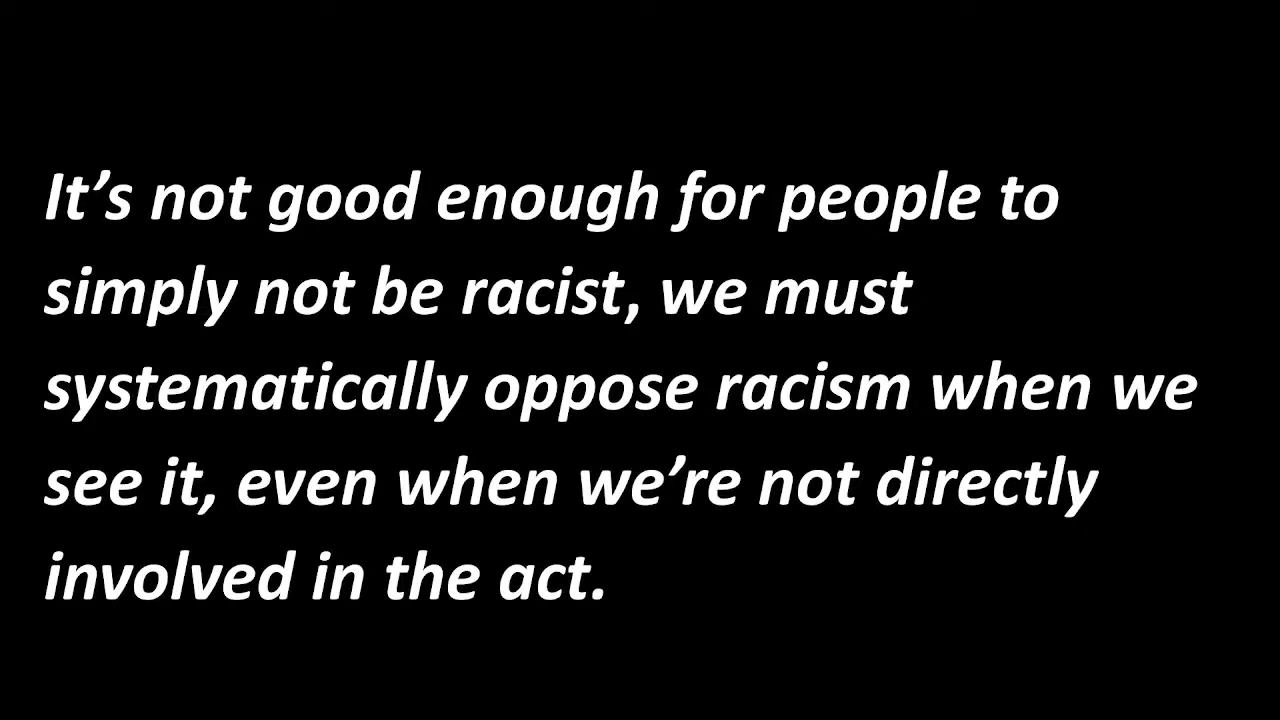 It’s not good enough for people to
simply not be racist, we must
systematically oppose racism when we
see it, even when we’re not directly
involved in the act.